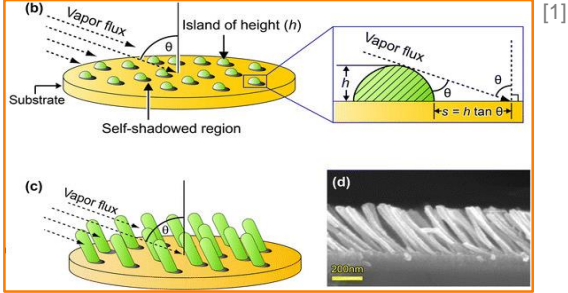 [1]
(b)
Vapor flux
θ
Island of height (h)
Substrate
Self-shadowed region
Vapor flux
h
θ
θ
s = h tan θ
(c)
Vapor flux
θ
(d)
200nm